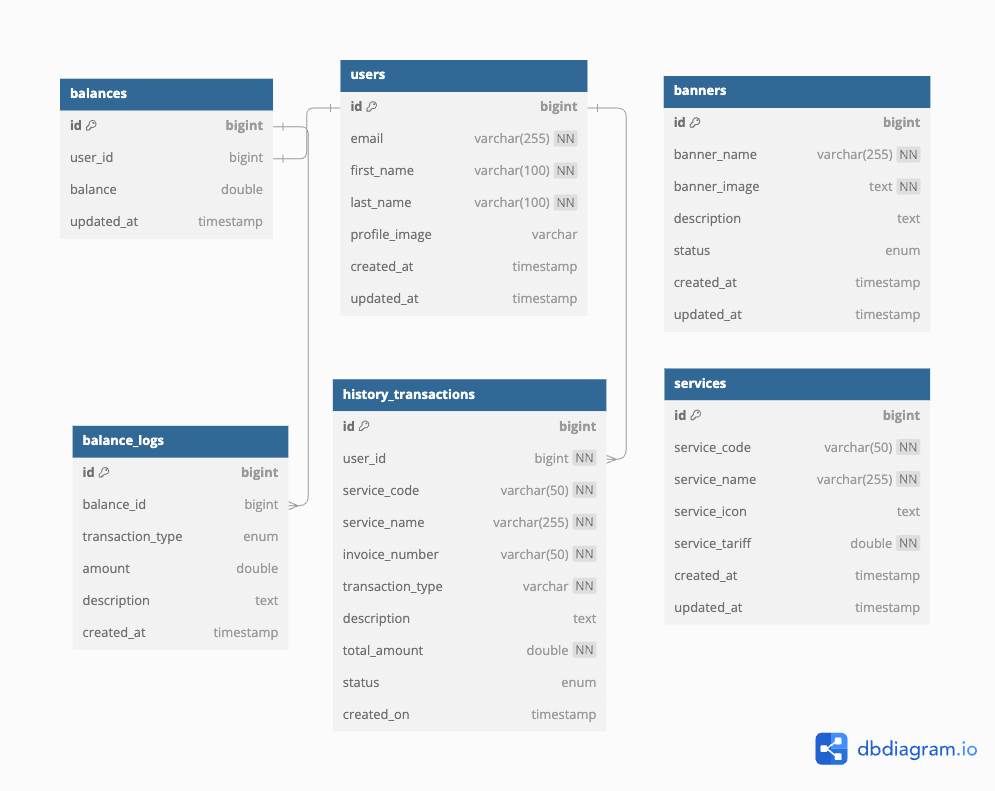 balances
id bigint
user_id bigint
balance double
updated_at timestamp
users
id bigint
email varchar(255) NN
first_name varchar(100) NN
last_name varchar(100) NN
profile_image varchar
created_at timestamp
updated_at timestamp
banners
id bigint
banner_name varchar(255) NN
banner_image text NN
description text
status enum
created_at timestamp
updated_at timestamp
balance_logs
id bigint
balance_id bigint
transaction_type enum
amount double
description text
created_at timestamp
history_transactions
id bigint
user_id bigint NN
service_code varchar(50) NN
service_name varchar(255) NN
invoice_number varchar(50) NN
transaction_type varchar NN
description text
total_amount double NN
status enum
created_on timestamp
services
id bigint
service_code varchar(50) NN
service_name varchar(255) NN
service_icon text
service_tariff double NN
created_at timestamp
updated_at timestamp
dbdiagram.io